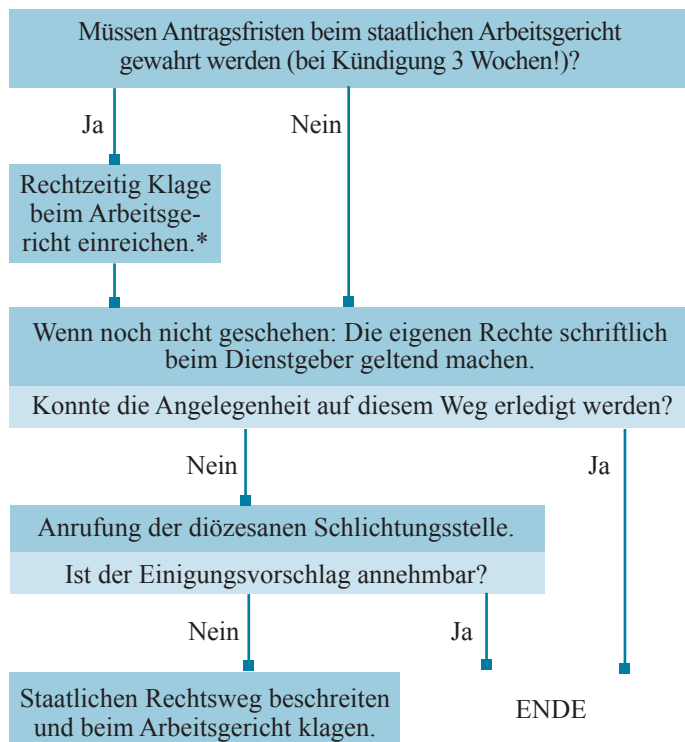 Müssen Antragsfristen beim staatlichen Arbeitsgericht
gewahrt werden (bei Kündigung 3 Wochen!)?
Ja
Nein
Rechtzeitig Klage
beim Arbeitsge-
richt einreichen.*
Wenn noch nicht geschehen: Die eigenen Rechte schriftlich
beim Dienstgeber geltend machen.
Konnte die Angelegenheit auf diesem Weg erledigt werden?
Nein
Ja
Anrufung der diözesanen Schlichtungsstelle.
Ist der Einigungsvorschlag annehmbar?
Nein
Ja
Staatlichen Rechtsweg beschreiten
und beim Arbeitsgericht klagen.
ENDE